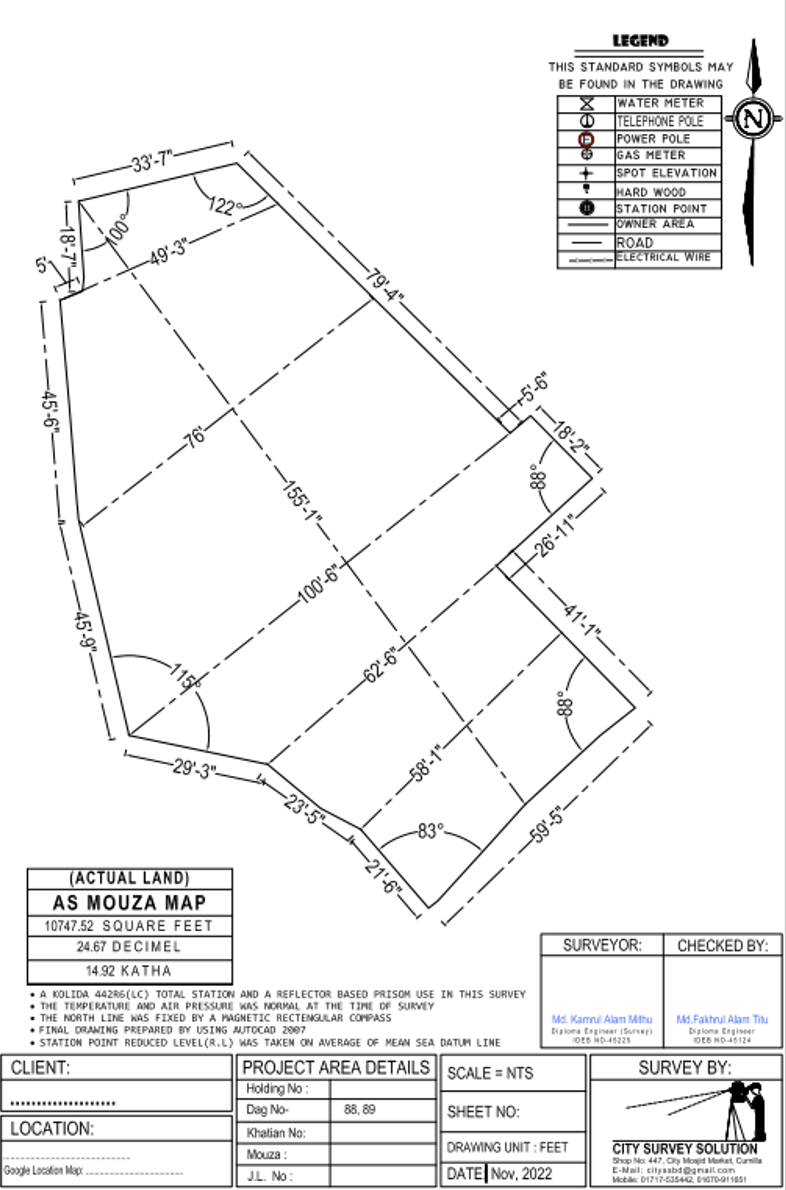 LEGEND
THIS STANDARD SYMBOLS MAY
BE FOUND IN THE DRAWING
WATER METER
TELEPHONE POLE
E POWER POLE
GAS METER
SPOT ELEVATION
HARD WOOD
STATION POINT
OWNER AREA
ROAD
ELECTRICAL WIRE
N
33'-7"
122°
100°
18'-7"
49'-3"
5'
79'-4"
45'-6"
5'-6"
18'-2"
76'
88°
155'-1"
26'-11"
100'-6"
41'-1"
45'-9"
115°
62'-6"
88°
58'-1"
29'-3"
23'-5"
83°
59'-5"
21'-6"
(ACTUAL LAND)
AS MOUZA MAP
10747.52 SQUARE FEET
24.67 DECIMEL
14.92 KATHA
SURVEYOR:
CHECKED BY:
Md. Kamrul Alam Mithu
Diploma Engineer (Survey)
IDEB NO-45225
Md.Fakhrul Alam Titu
Diploma Engineer
IDEB NO-45124
• A KOLIDA 442R6(LC) TOTAL STATION AND A REFLECTOR BASED PRISOM USE IN THIS SURVEY
• THE TEMPERATURE AND AIR PRESSURE WAS NORMAL AT THE TIME OF SURVEY
• THE NORTH LINE WAS FIXED BY A MAGNETIC RECTANGULAR COMPASS
• FINAL DRAWING PREPARED BY USING AUTOCAD 2007
• STATION POINT REDUCED LEVEL(R.L) WAS TAKEN ON AVERAGE OF MEAN SEA DATUM LINE
CLIENT:
LOCATION:
Google Location Map:
PROJECT AREA DETAILS
Holding No :
Dag No- 88, 89
Khatian No:
Mouza :
J.L. No :
SCALE = NTS
SHEET NO:
DRAWING UNIT : FEET
DATE Nov, 2022
SURVEY BY:
CITY SURVEY SOLUTION
Shop No: 447, City Mosjid Market, Cumilla
E-Mail: cityssbd@gmail.com
Mobile: 01717-535442, 01670-911651